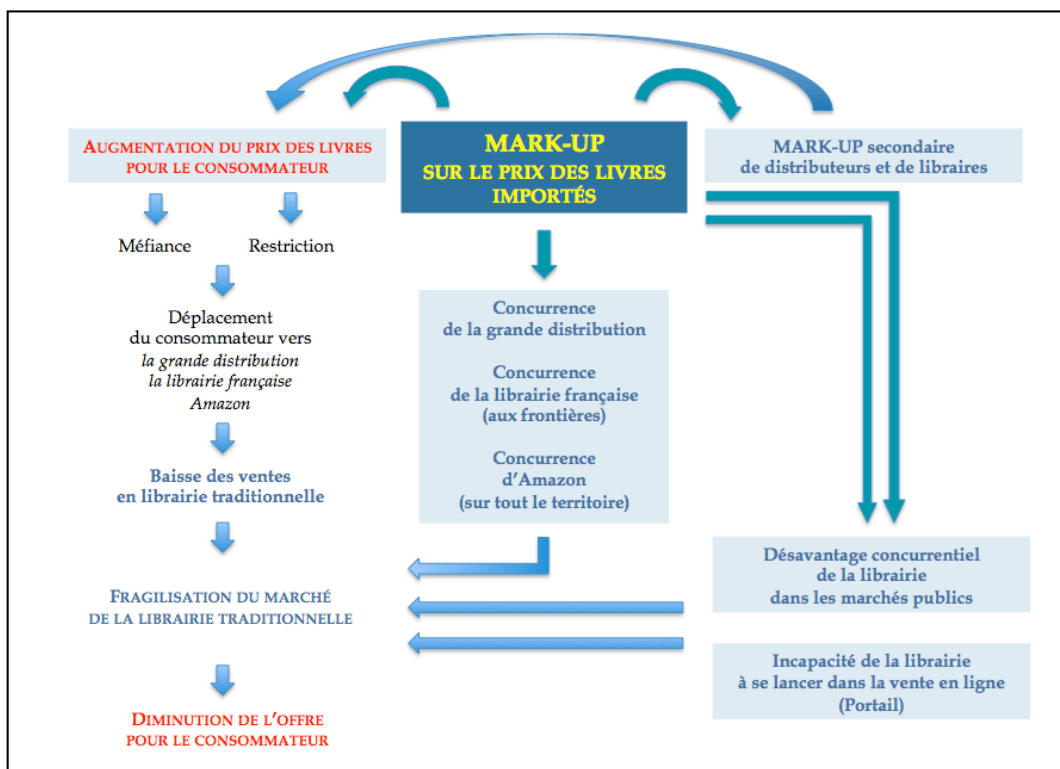 AUGMENTATION DU PRIX DES LIVRES
POUR LE CONSOMMATEUR
MARK-UP
SUR LE PRIX DES LIVRES
IMPORTÉS
MARK-UP secondaire
de distributeurs et de libraires
Méfiance
Restriction
Déplacement
du consommateur vers
la grande distribution
la librairie française
Amazon
Baisse des ventes
en librairie traditionnelle
FRAGILISATION DU MARCHÉ
DE LA LIBRAIRIE TRADITIONNELLE
DIMINUTION DE L’OFFRE
POUR LE CONSOMMATEUR
Concurrence
de la grande distribution
Concurrence
de la librairie française
(aux frontières)
Concurrence
d’Amazon
(sur tout le territoire)
Désavantage concurrentiel
de la librairie
dans les marchés publics
Incapacité de la librairie
à se lancer dans la vente en ligne
(Portail)